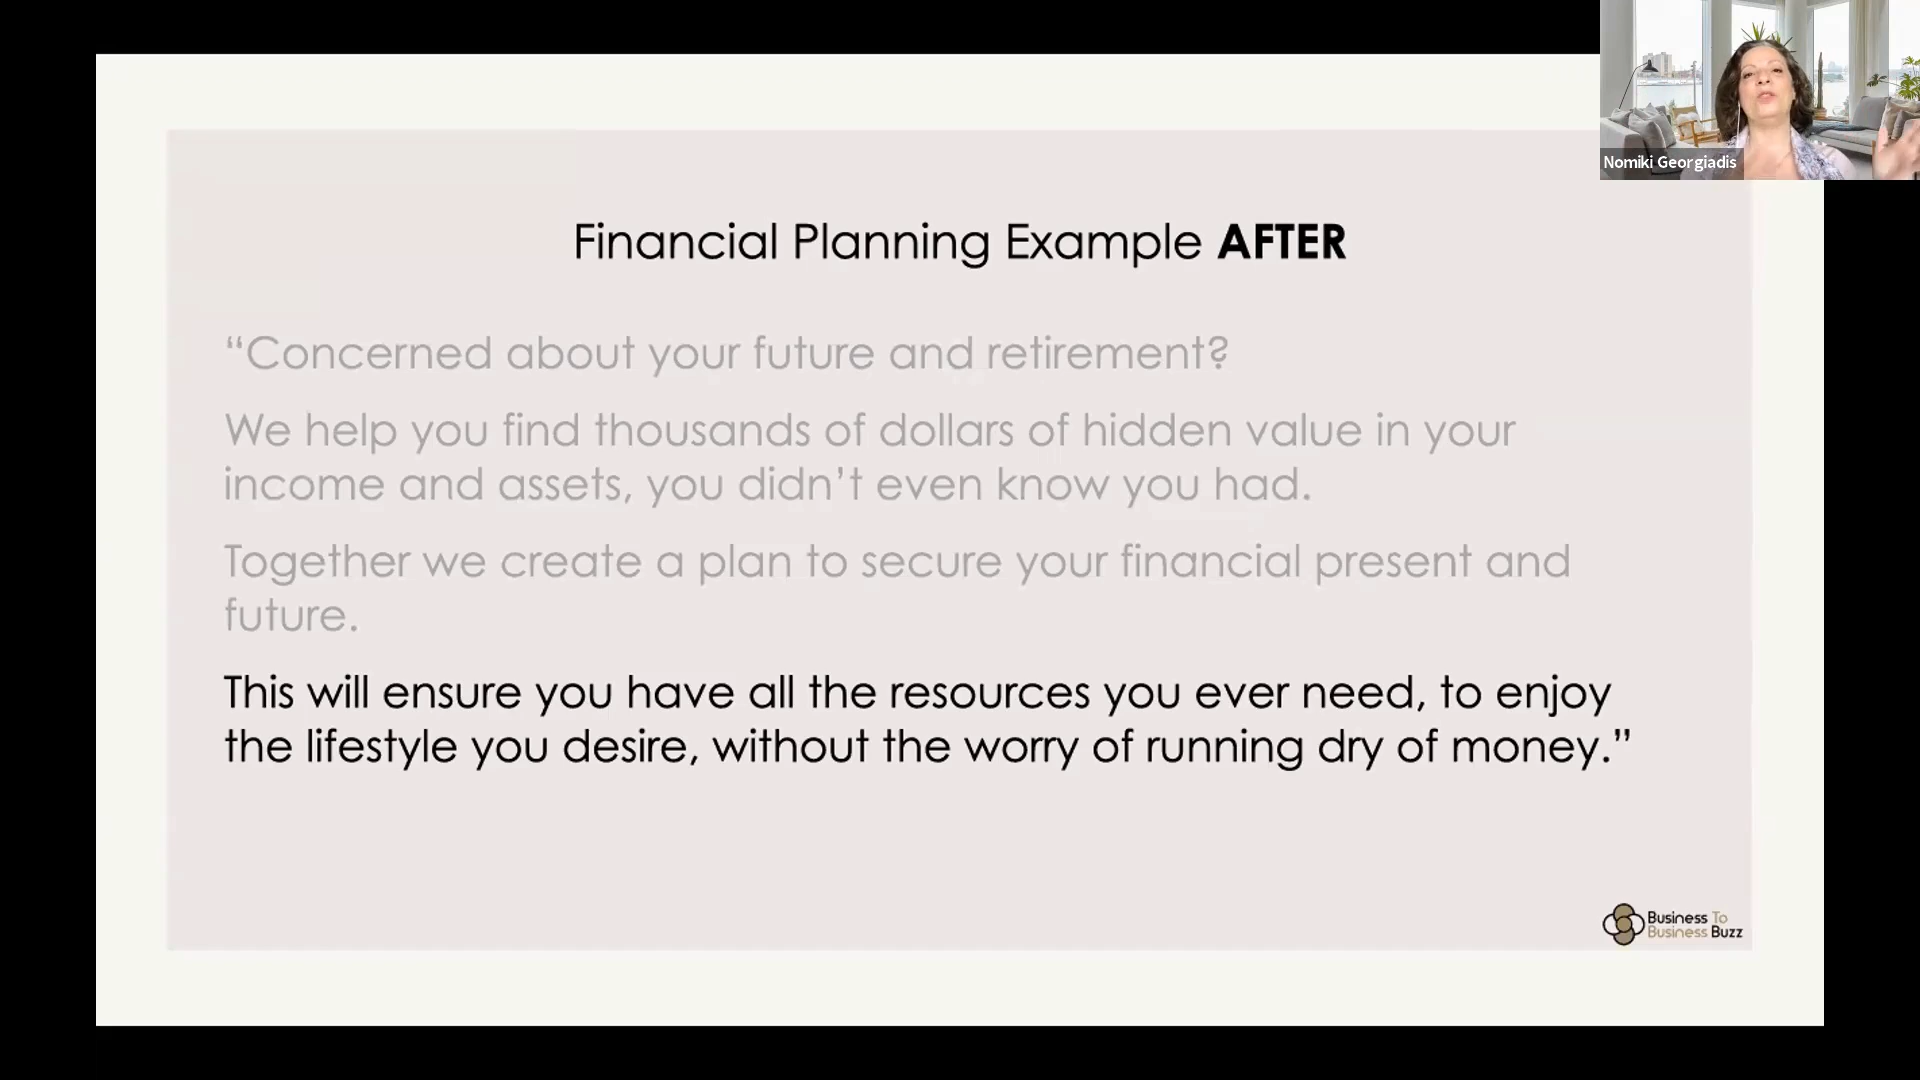 Nomiki Georgiadis
Financial Planning Example AFTER
“Concerned about your future and retirement?
We help you find thousands of dollars of hidden value in your
income and assets, you didn’t even know you had.
Together we create a plan to secure your financial present and
future.
This will ensure you have all the resources you ever need, to enjoy
the lifestyle you desire, without the worry of running dry of money.”
Business To
Business Buzz